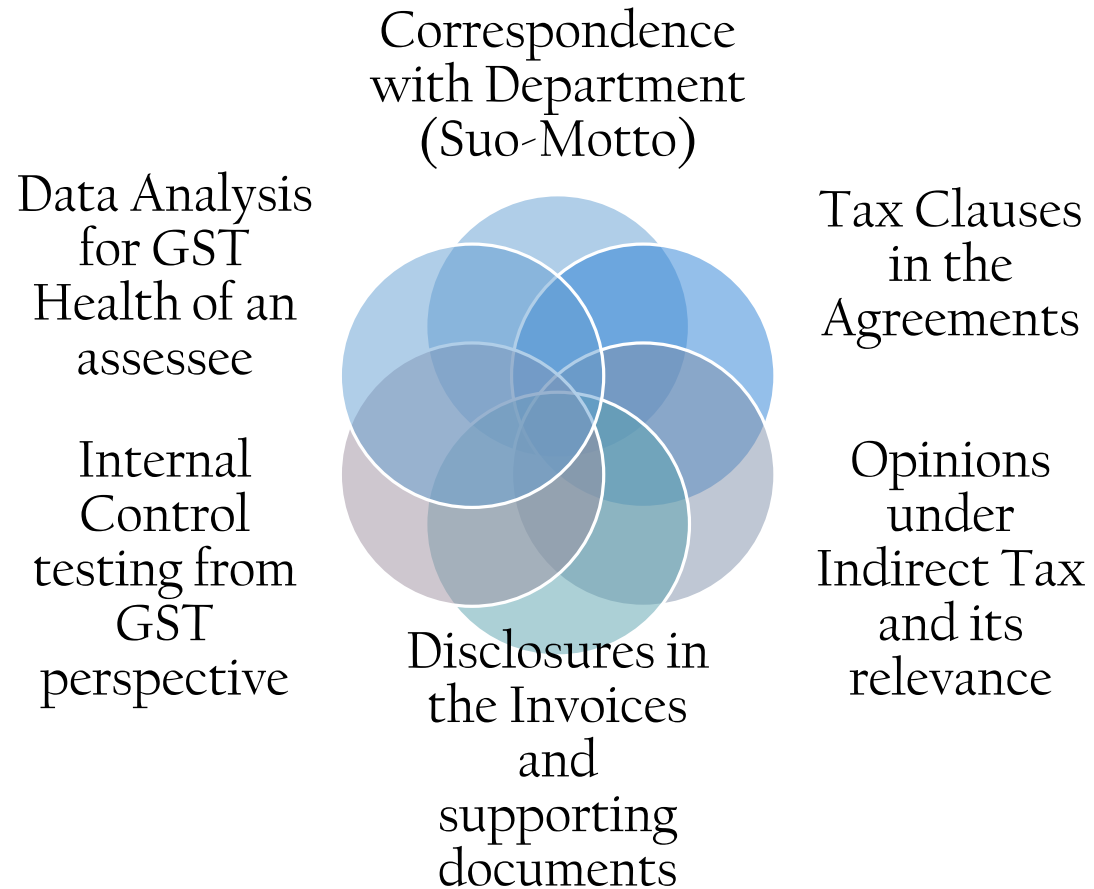 Correspondence
with Department
(Suo-Motto)
Tax Clauses
in the
Agreements
Opinions
under
Indirect Tax
and its
relevance
Disclosures in
the Invoices
and
supporting
documents
Internal
Control
testing from
GST
perspective
Data Analysis
for GST
Health of an
assessee